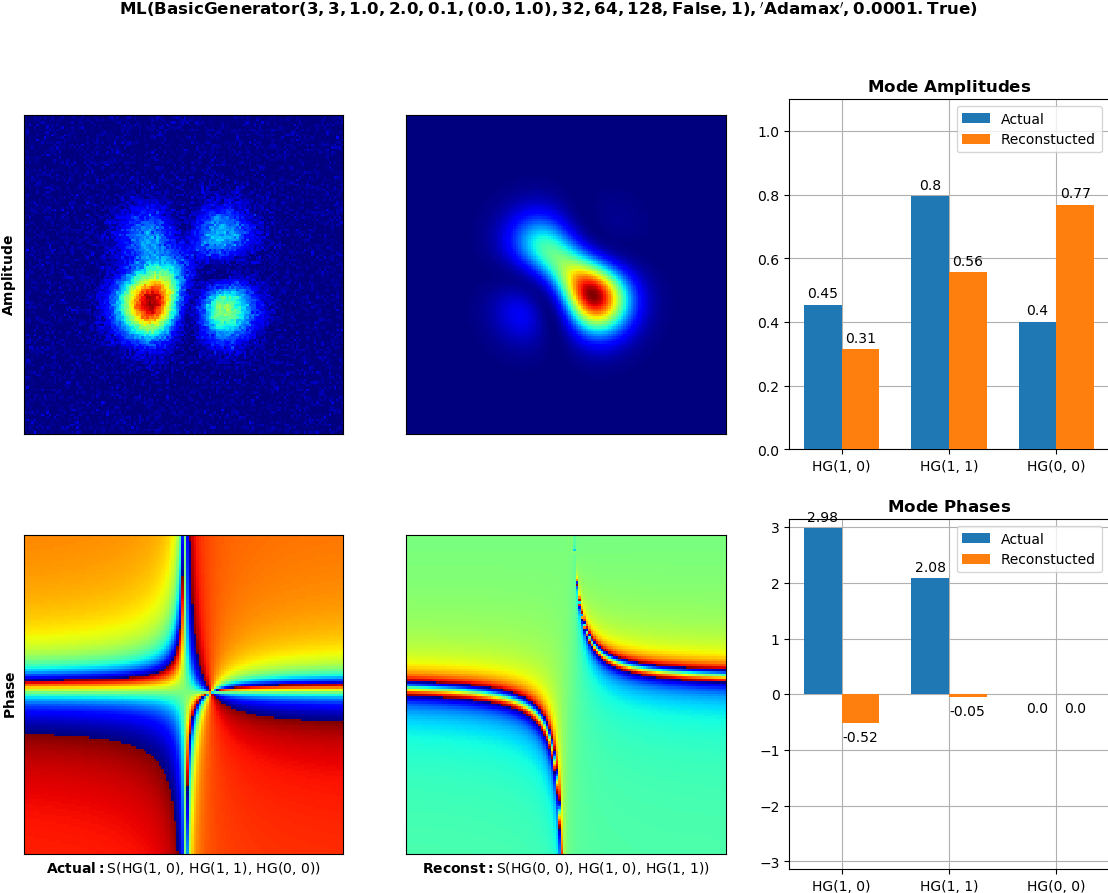 ML(BasicGenerator(3, 3, 1.0, 2.0, 0.1, (0.0, 1.0), 32, 64, 128, False, 1), ′Adamax′, 0.0001. True)
Amplitude
Mode Amplitudes
Actual
Reconstucted
1.0
0.8
0.6
0.4
0.2
0.0
0.45
0.31
0.8
0.56
0.4
0.77
HG(1, 0)
HG(1, 1)
HG(0, 0)
Phase
Actual: S(HG(1, 0), HG(1, 1), HG(0, 0))
Reconst: S(HG(0, 0), HG(1, 0), HG(1, 1))
Mode Phases
Actual
Reconstucted
3
2
1
0
−1
−2
−3
2.98
-0.52
2.08
-0.05
0.0
0.0
HG(1, 0)
HG(1, 1)
HG(0, 0)